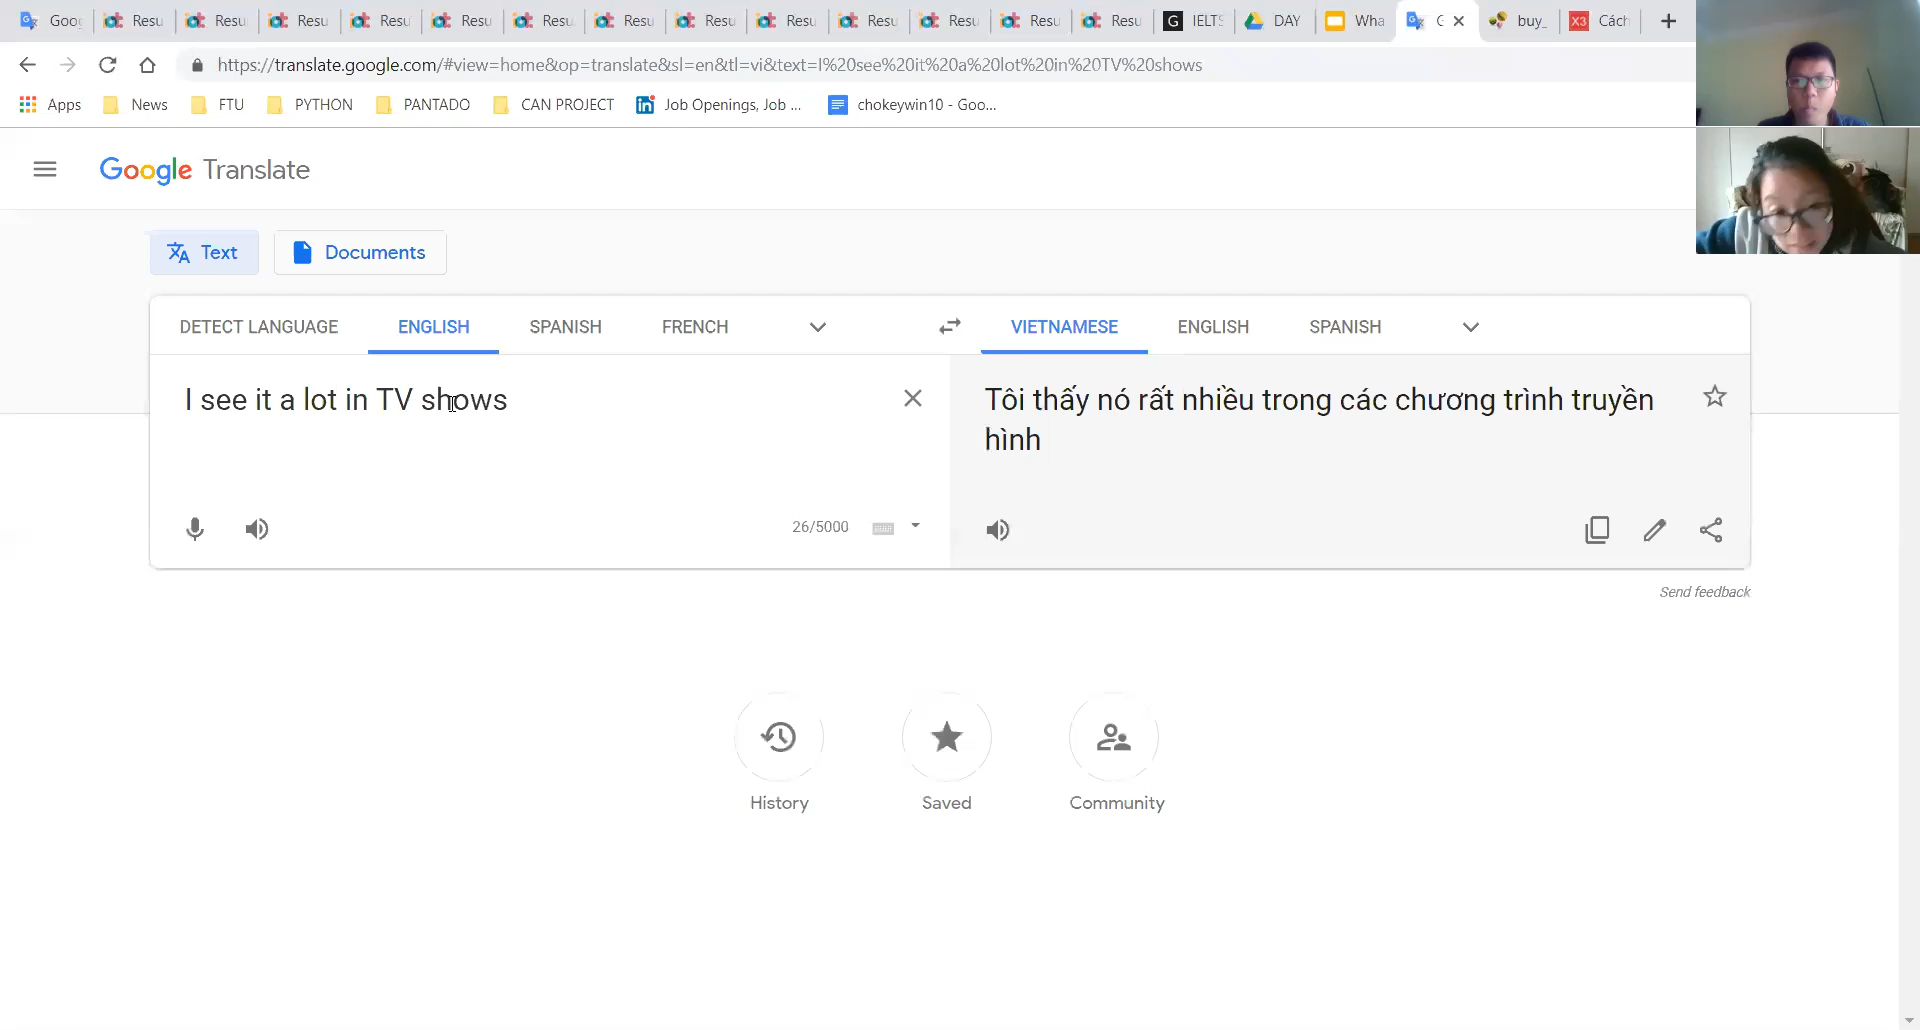 Goo Resu Resu Resu Resu Resu Resu Resu Resu Resu Resu Resu Resu Resu IELTS DAY Wha G buy_ Cách
https://translate.google.com/#view=home&op=translate&sl=en&tl=vi&text=I%20see%20it%20a%20lot%20in%20TV%20shows
Apps News FTU PYTHON PANTADO CAN PROJECT Job Openings, Job ... chokeywin10 - Goo...
Google Translate
Text Documents
DETECT LANGUAGE ENGLISH SPANISH FRENCH VIETNAMESE ENGLISH SPANISH
I see it a lot in TV shows
Tôi thấy nó rất nhiều trong các chương trình truyền
hình
26/5000
Send feedback
History Saved Community